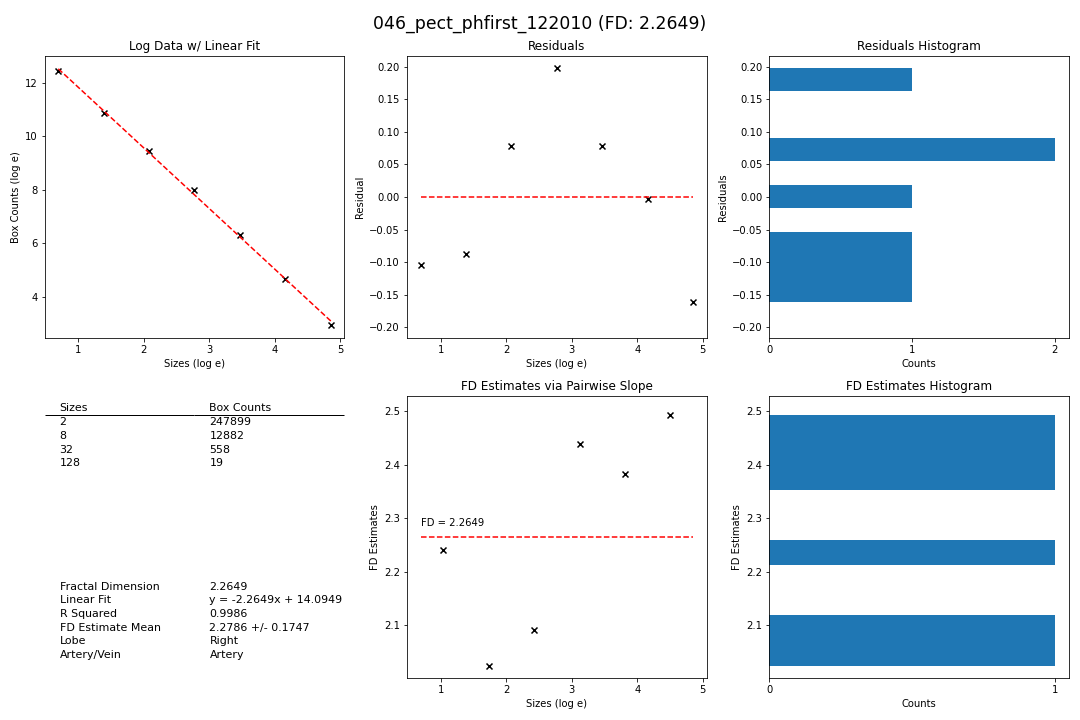 046_pect_phfirst_122010 (FD: 2.2649)
Log Data w/ Linear Fit
12
10
8
6
4
Box Counts (log e)
1 2 3 4 5
Sizes (log e)
Residuals
0.20
0.15
0.10
0.05
0.00
−0.05
−0.10
−0.15
−0.20
Residual
1 2 3 4 5
Sizes (log e)
Residuals Histogram
0.20
0.15
0.10
0.05
0.00
−0.05
−0.10
−0.15
−0.20
Residuals
0 1 2
Counts
Sizes Box Counts
2 247899
8 12882
32 558
128 19
Fractal Dimension 2.2649
Linear Fit y = -2.2649x + 14.0949
R Squared 0.9986
FD Estimate Mean 2.2786 +/- 0.1747
Lobe Right
Artery/Vein Artery
FD Estimates via Pairwise Slope
2.5
2.4
2.3
2.2
2.1
FD Estimates
FD = 2.2649
1 2 3 4 5
Sizes (log e)
FD Estimates Histogram
2.5
2.4
2.3
2.2
2.1
FD Estimates
0 1
Counts